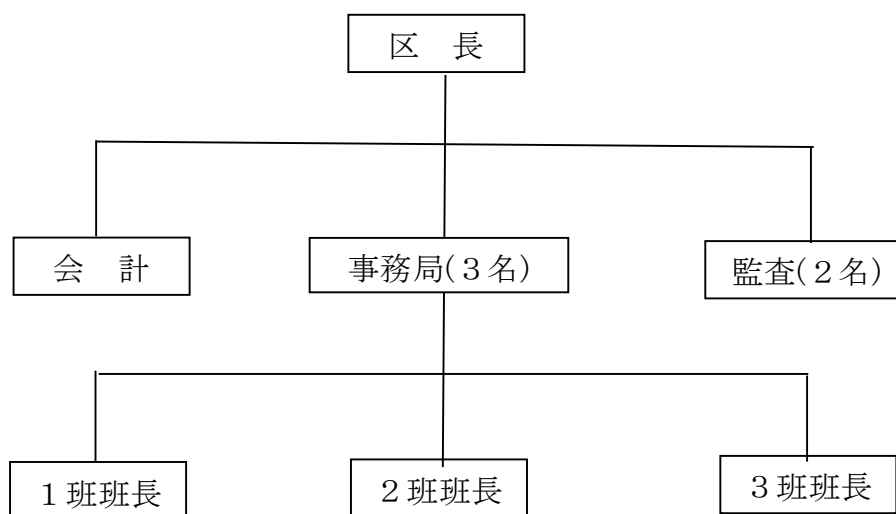 区　長
会　計
事務局(３名)
監査(２名)
１班班長
２班班長
３班班長